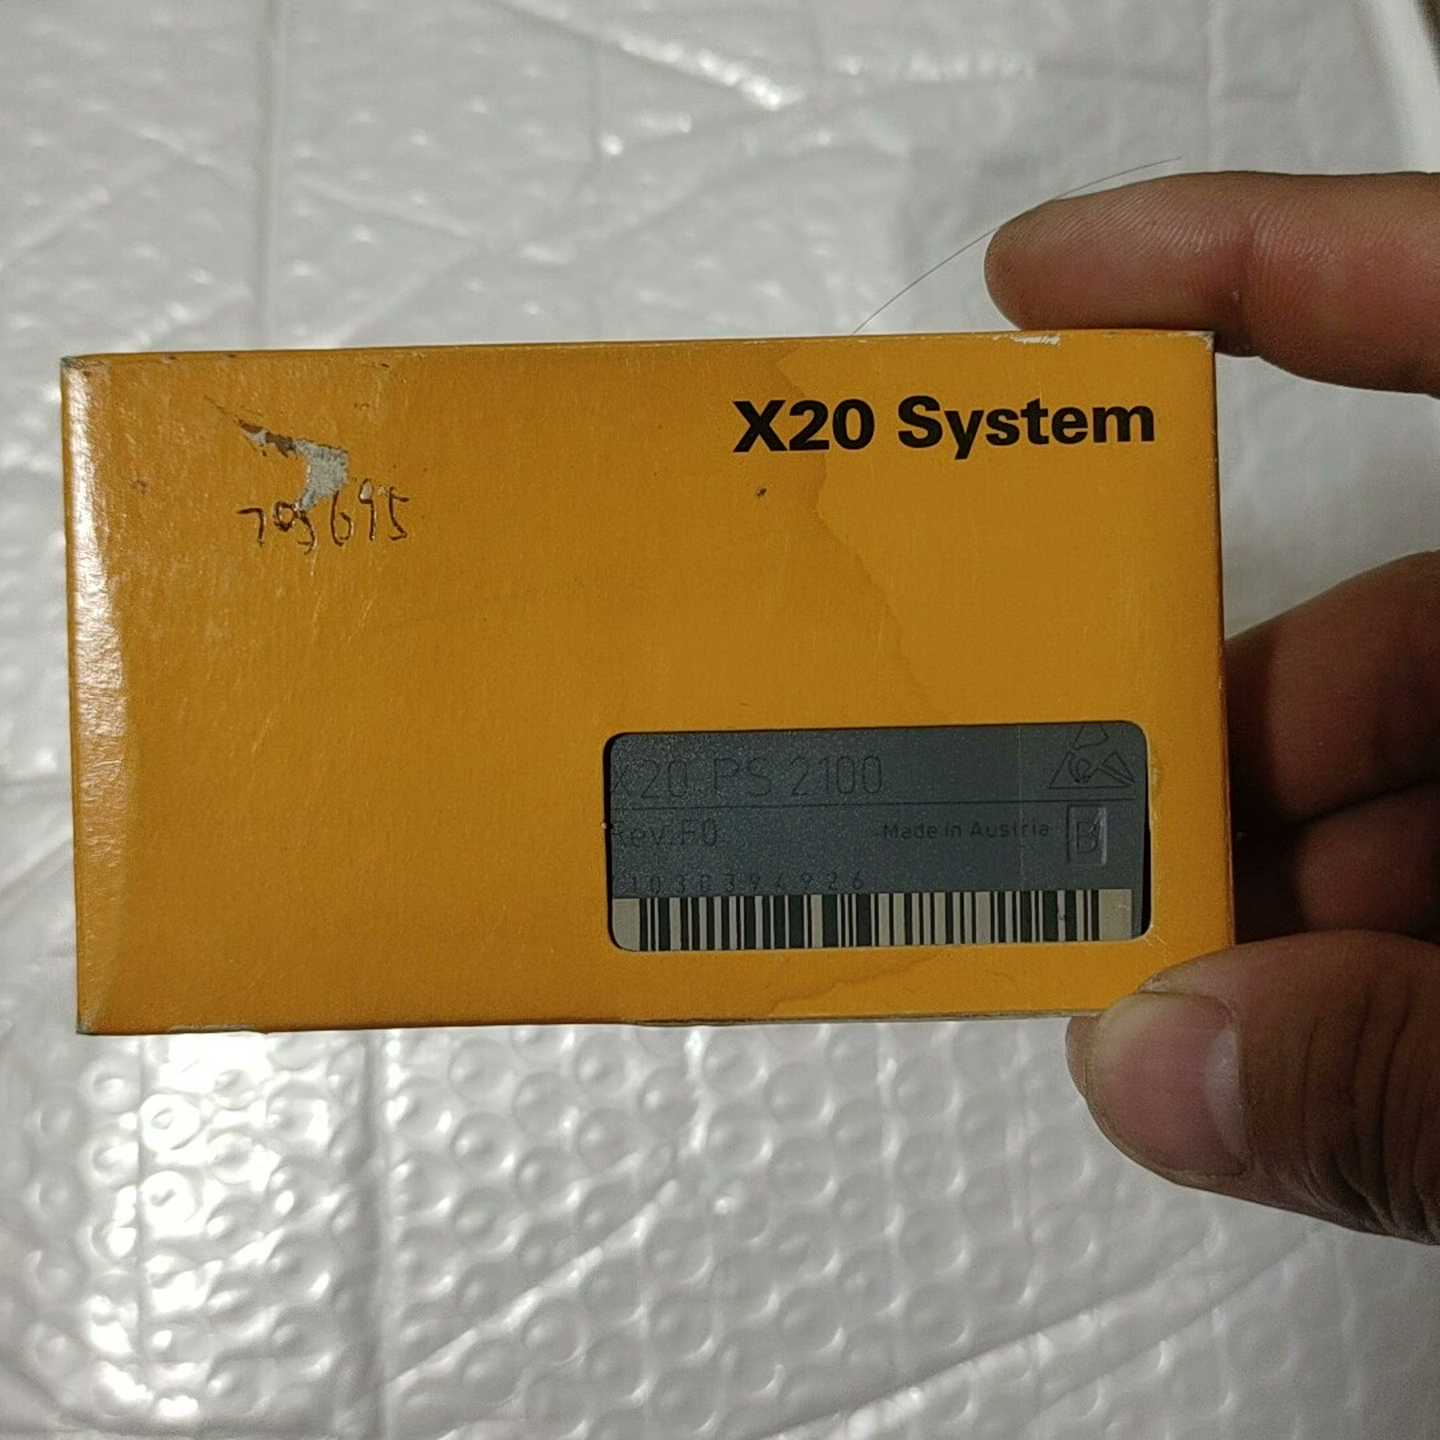 X20 System
705695
X20 PS 2100
Rev.F0
Made in Austria
B